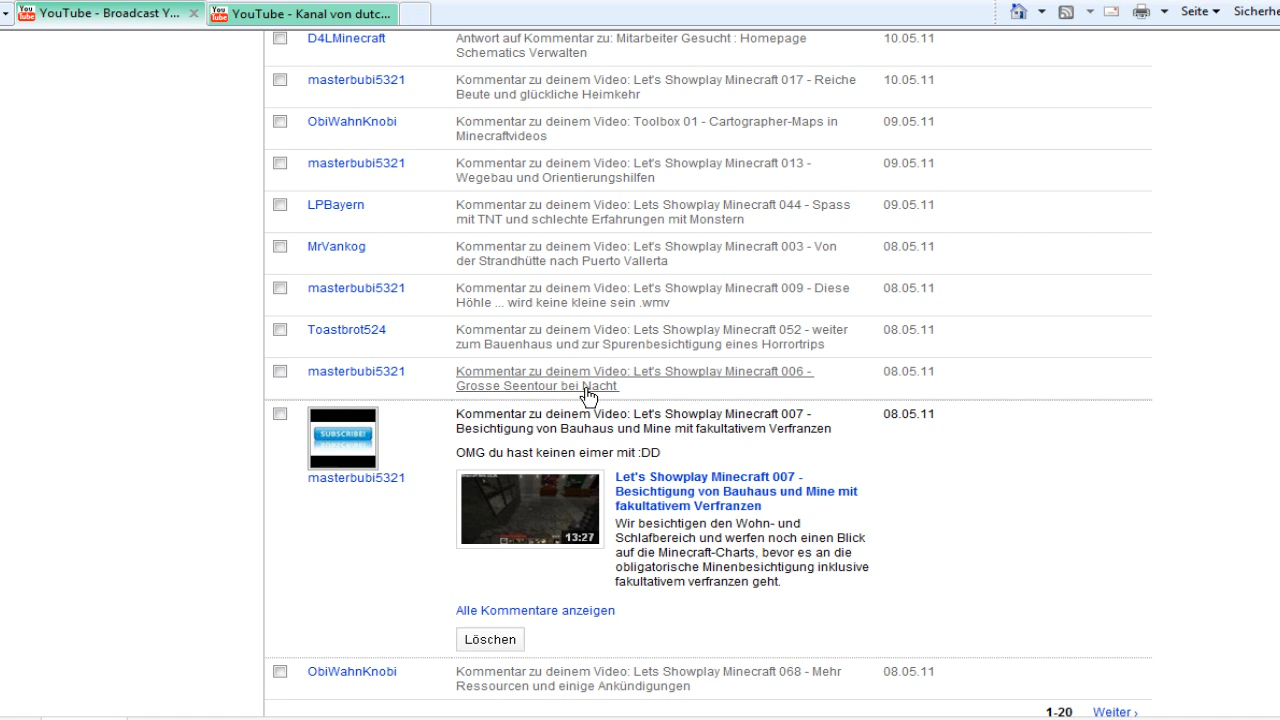 YouTube - Broadcast Y...
YouTube - Kanal von dutc...
Seite
Sicherhe
D4LMinecraft
Antwort auf Kommentar zu: Mitarbeiter Gesucht : Homepage
Schematics Verwalten
10.05.11
masterbubi5321
Kommentar zu deinem Video: Let's Showplay Minecraft 017 - Reiche
Beute und glückliche Heimkehr
10.05.11
ObiWahnKnobi
Kommentar zu deinem Video: Toolbox 01 - Cartographer-Maps in
Minecraftvideos
09.05.11
masterbubi5321
Kommentar zu deinem Video: Let's Showplay Minecraft 013 -
Wegebau und Orientierungshilfen
09.05.11
LPBayern
Kommentar zu deinem Video: Lets Showplay Minecraft 044 - Spass
mit TNT und schlechte Erfahrungen mit Monstern
09.05.11
MrVankog
Kommentar zu deinem Video: Let's Showplay Minecraft 003 - Von
der Strandhütte nach Puerto Vallerta
08.05.11
masterbubi5321
Kommentar zu deinem Video: Let's Showplay Minecraft 009 - Diese
Höhle ... wird keine kleine sein .wmv
08.05.11
Toastbrot524
Kommentar zu deinem Video: Lets Showplay Minecraft 052 - weiter
zum Bauenhaus und zur Spurenbesichtigung eines Horrortrips
08.05.11
masterbubi5321
Kommentar zu deinem Video: Let's Showplay Minecraft 006 -
Grosse Seentour bei Nacht
08.05.11
SUBSCRIBE!
masterbubi5321
Kommentar zu deinem Video: Let's Showplay Minecraft 007 -
Besichtigung von Bauhaus und Mine mit fakultativem Verfranzen
08.05.11
OMG du hast keinen eimer mit :DD
13:27
Let's Showplay Minecraft 007 -
Besichtigung von Bauhaus und Mine mit
fakultativem Verfranzen
Wir besichtigen den Wohn- und
Schlafbereich und werfen noch einen Blick
auf die Minecraft-Charts, bevor es an die
obligatorische Minenbesichtigung inklusive
fakultativem verfranzen geht.
Alle Kommentare anzeigen
Löschen
ObiWahnKnobi
Kommentar zu deinem Video: Lets Showplay Minecraft 068 - Mehr
Ressourcen und einige Ankündigungen
08.05.11
1-20
Weiter ›